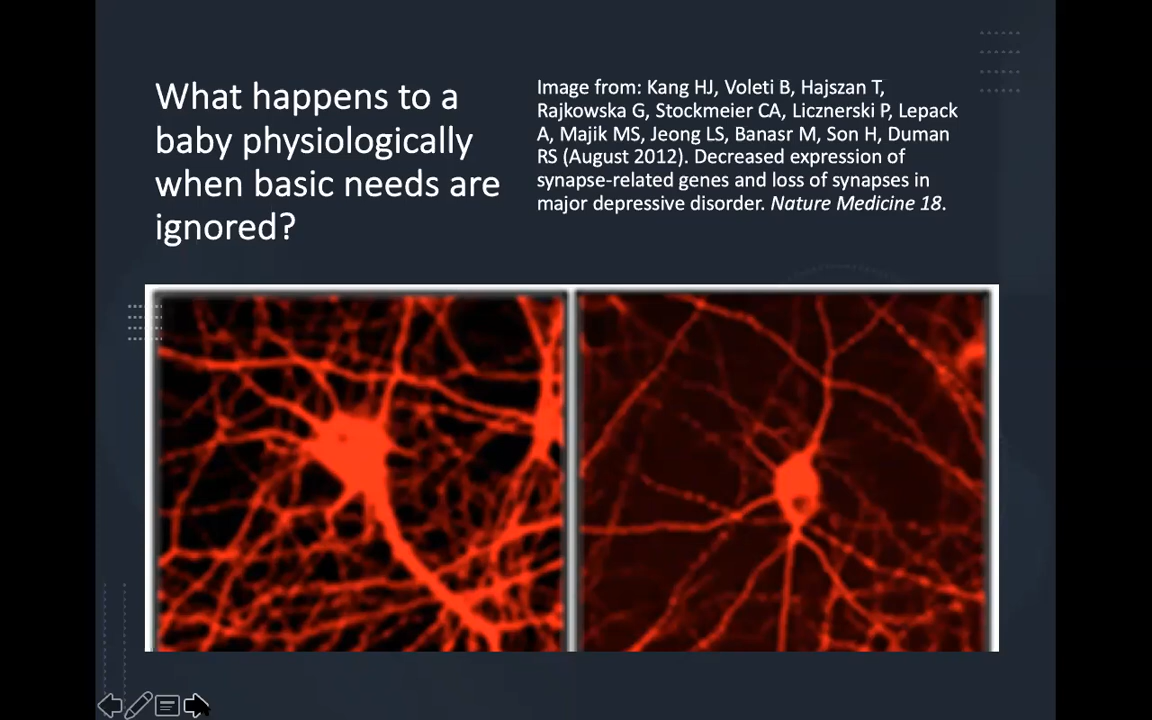 What happens to a
baby physiologically
when basic needs are
ignored?
Image from: Kang HJ, Voleti B, Hajszan T,
Rajkowska G, Stockmeier CA, Licznerski P, Lepack
A, Majik MS, Jeong LS, Banasr M, Son H, Duman
RS (August 2012). Decreased expression of
synapse-related genes and loss of synapses in
major depressive disorder. Nature Medicine 18.